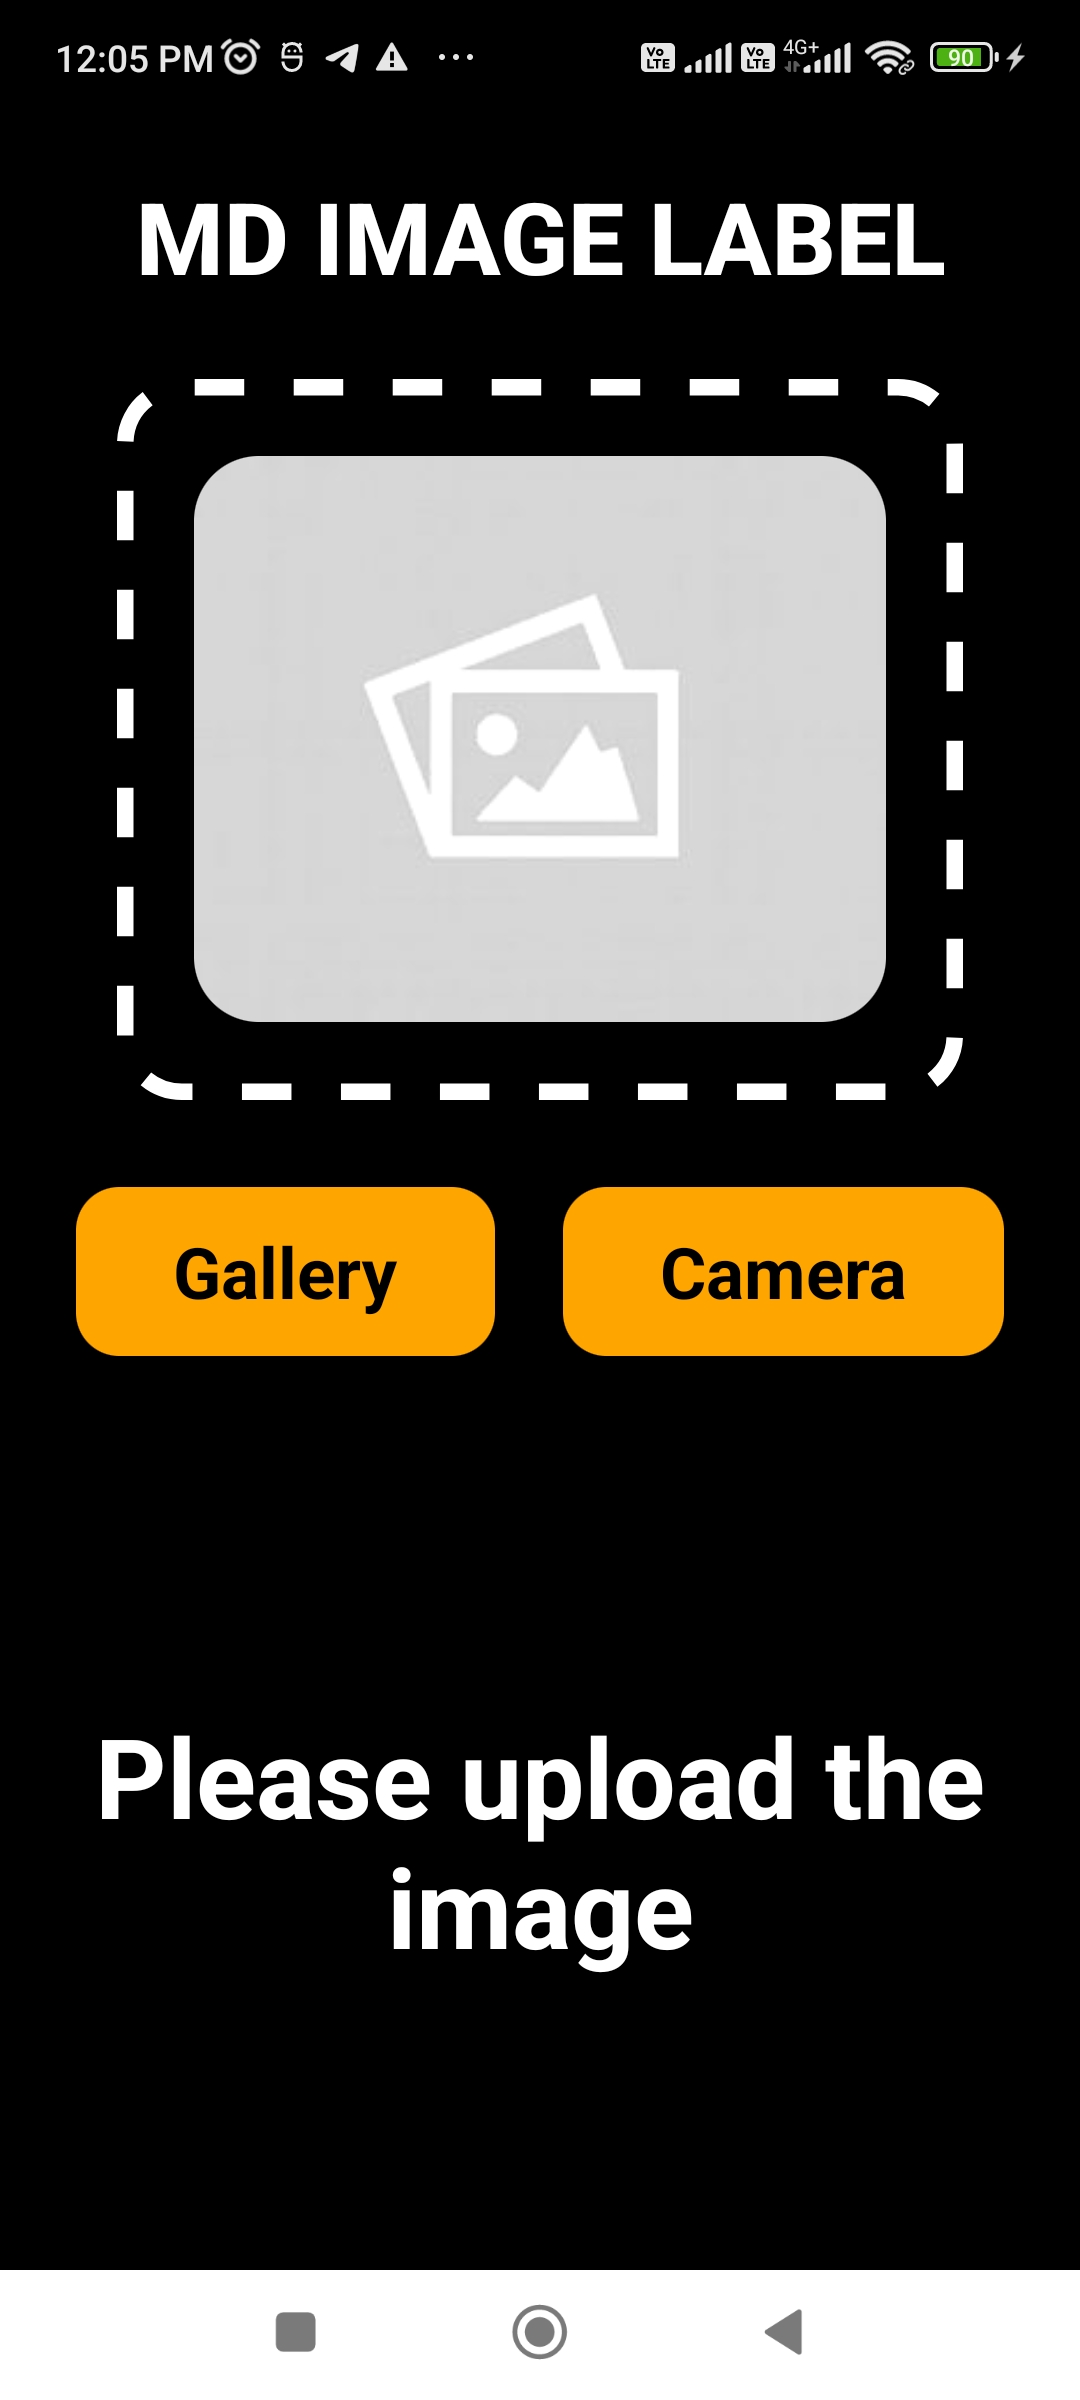 12:05 PM
Vo LTE
Vo LTE
4G+
90
MD IMAGE LABEL
Gallery
Camera
Please upload the
image